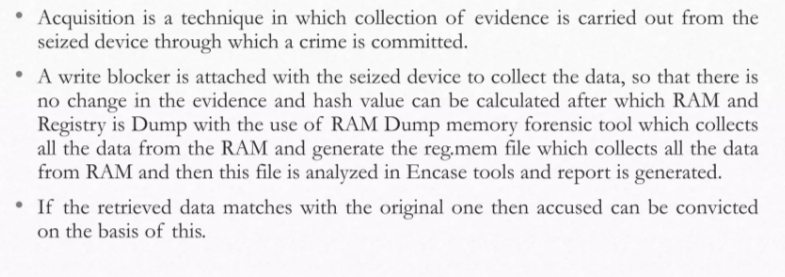 • Acquisition is a technique in which collection of evidence is carried out from the
seized device through which a crime is committed.
• A write blocker is attached with the seized device to collect the data, so that there is
no change in the evidence and hash value can be calculated after which RAM and
Registry is Dump with the use of RAM Dump memory forensic tool which collects
all the data from the RAM and generate the reg.mem file which collects all the data
from RAM and then this file is analyzed in Encase tools and report is generated.
• If the retrieved data matches with the original one then accused can be convicted
on the basis of this.